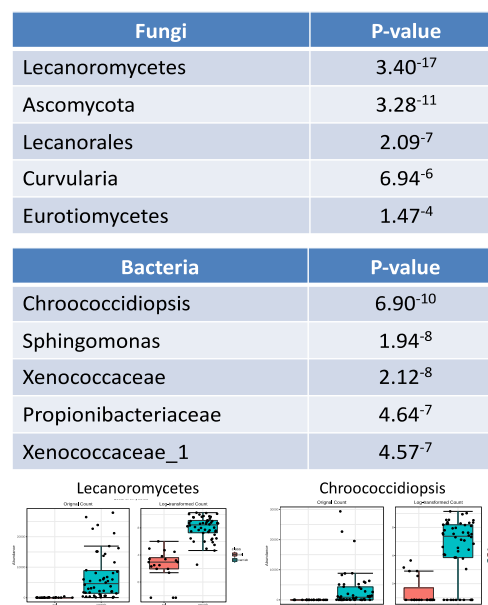 Fungi P-value
Lecanoromycetes 3.40⁻¹⁷
Ascomycota 3.28⁻¹¹
Lecanorales 2.09⁻⁷
Curvularia 6.94⁻⁶
Eurotiomycetes 1.47⁻⁴
Bacteria P-value
Chroococcidiopsis 6.90⁻¹⁰
Sphingomonas 1.94⁻⁸
Xenococcaceae 2.12⁻⁸
Propionibacteriaceae 4.64⁻⁷
Xenococcaceae_1 4.57⁻⁷
Lecanoromycetes Chroococcidiopsis
Original Count Log-transformed Count Original Count Log-transformed Count